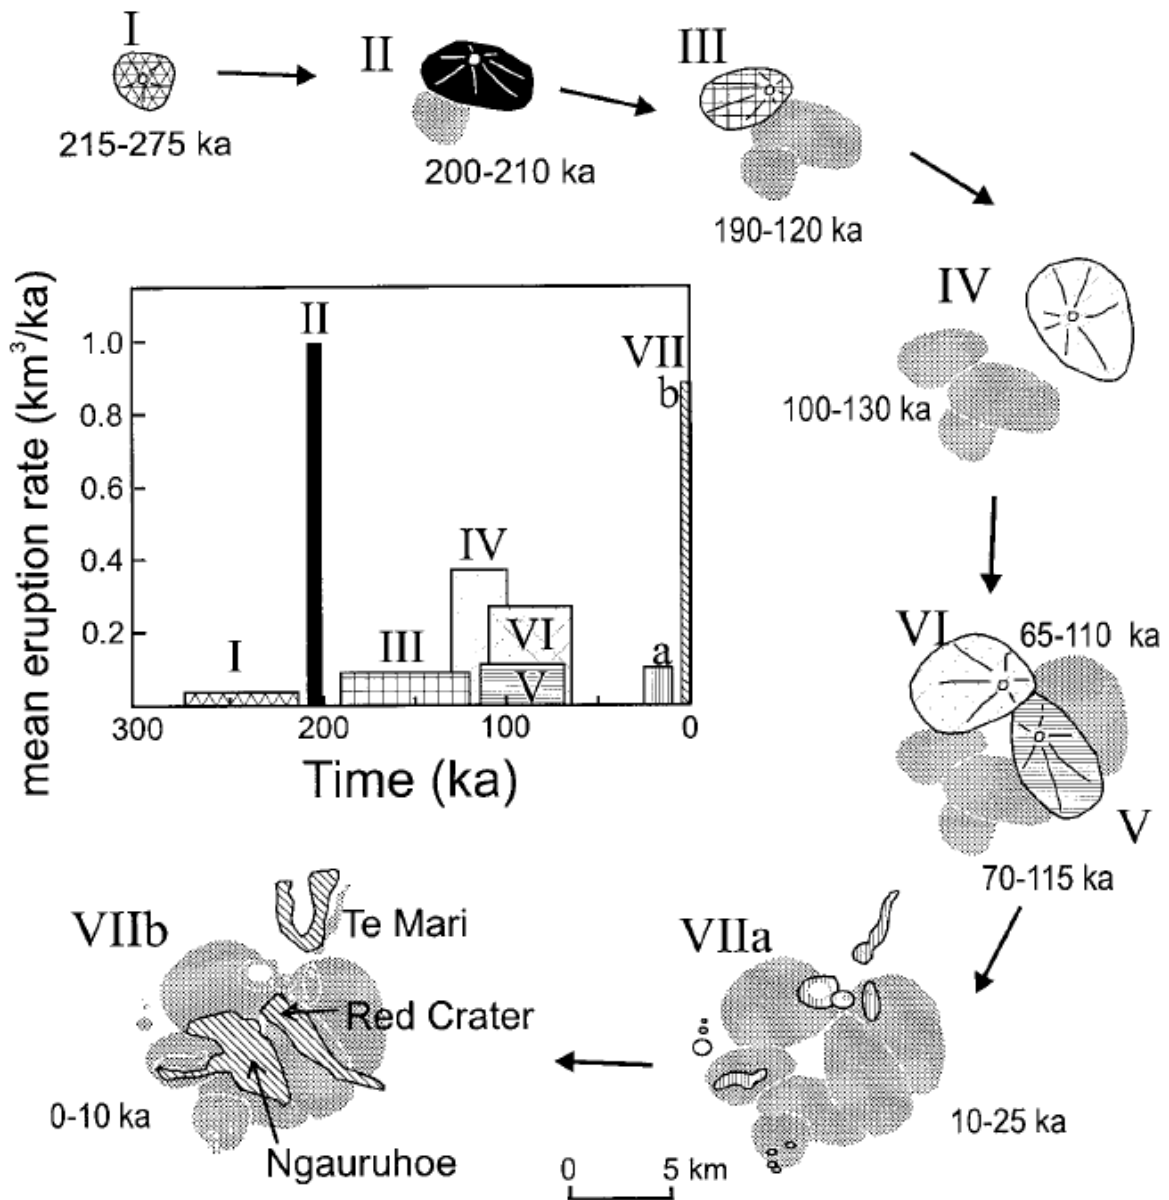 I
II
III
215-275 ka
200-210 ka
190-120 ka
IV
100-130 ka
mean eruption rate (km³/ka)
1.0
0.8
0.6
0.4
0.2
II
VII
b
IV
I
III
VI
V
a
300
200
100
0
Time (ka)
VI
65-110 ka
V
70-115 ka
VIIb
Te Mari
Red Crater
Ngauruhoe
0-10 ka
VIIa
10-25 ka
0 5 km